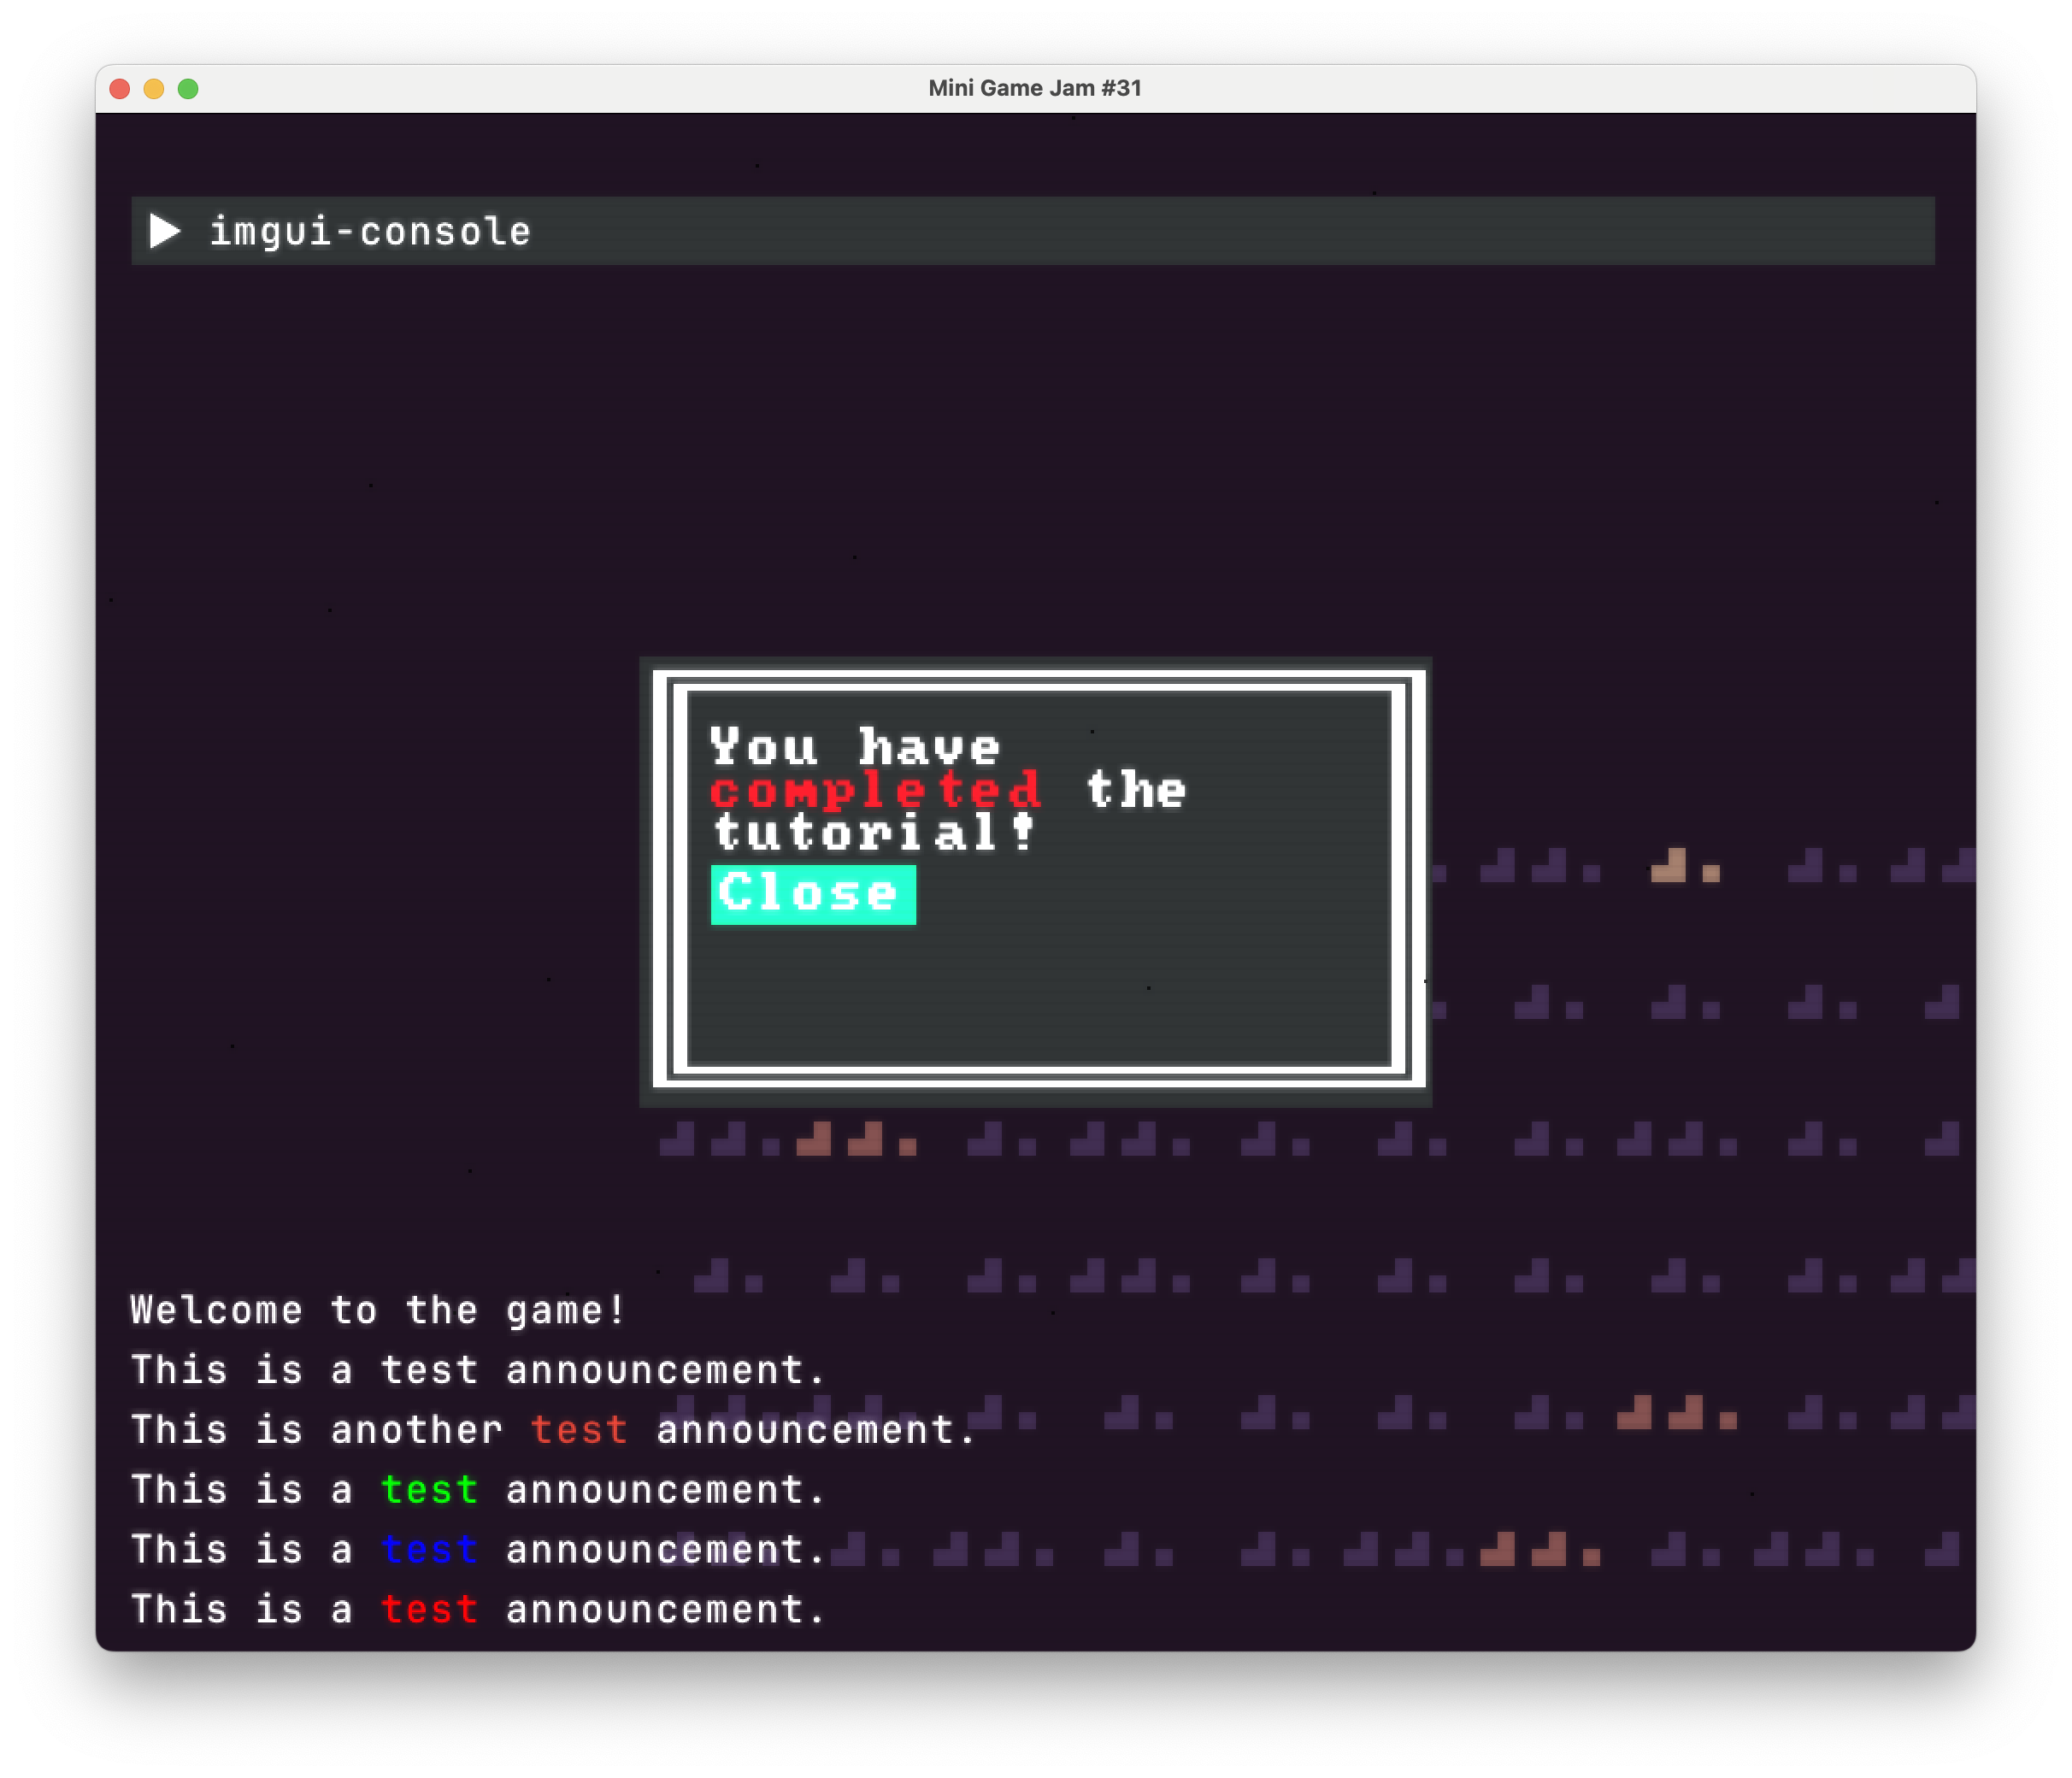 Mini Game Jam #31
imgui-console
You have
completed the
tutorial!
Close
Welcome to the game!
This is a test announcement.
This is another test announcement.
This is a test announcement.
This is a test announcement.
This is a test announcement.